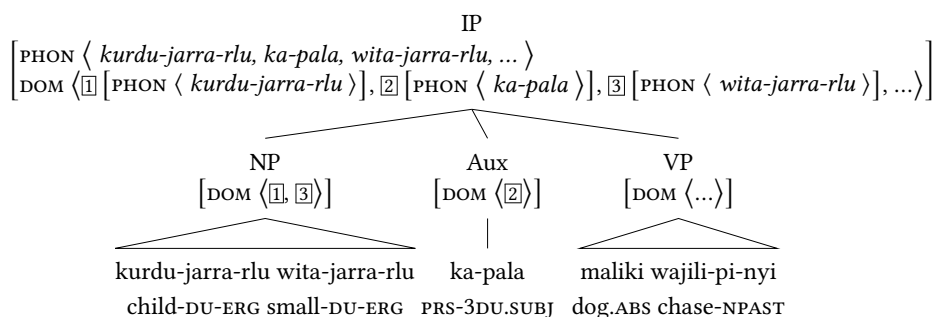 IP
PHON ⟨ kurdu-jarra-rlu, ka-pala, wita-jarra-rlu, ... ⟩
DOM ⟨1 [PHON ⟨ kurdu-jarra-rlu ⟩], 2 [PHON ⟨ ka-pala ⟩], 3 [PHON ⟨ wita-jarra-rlu ⟩], ...⟩
NP Aux VP
[DOM ⟨1, 3⟩] [DOM ⟨2⟩] [DOM ⟨...⟩]
kurdu-jarra-rlu wita-jarra-rlu ka-pala maliki wajili-pi-nyi
child-DU-ERG small-DU-ERG PRS-3DU.SUBJ dog.ABS chase-NPAST